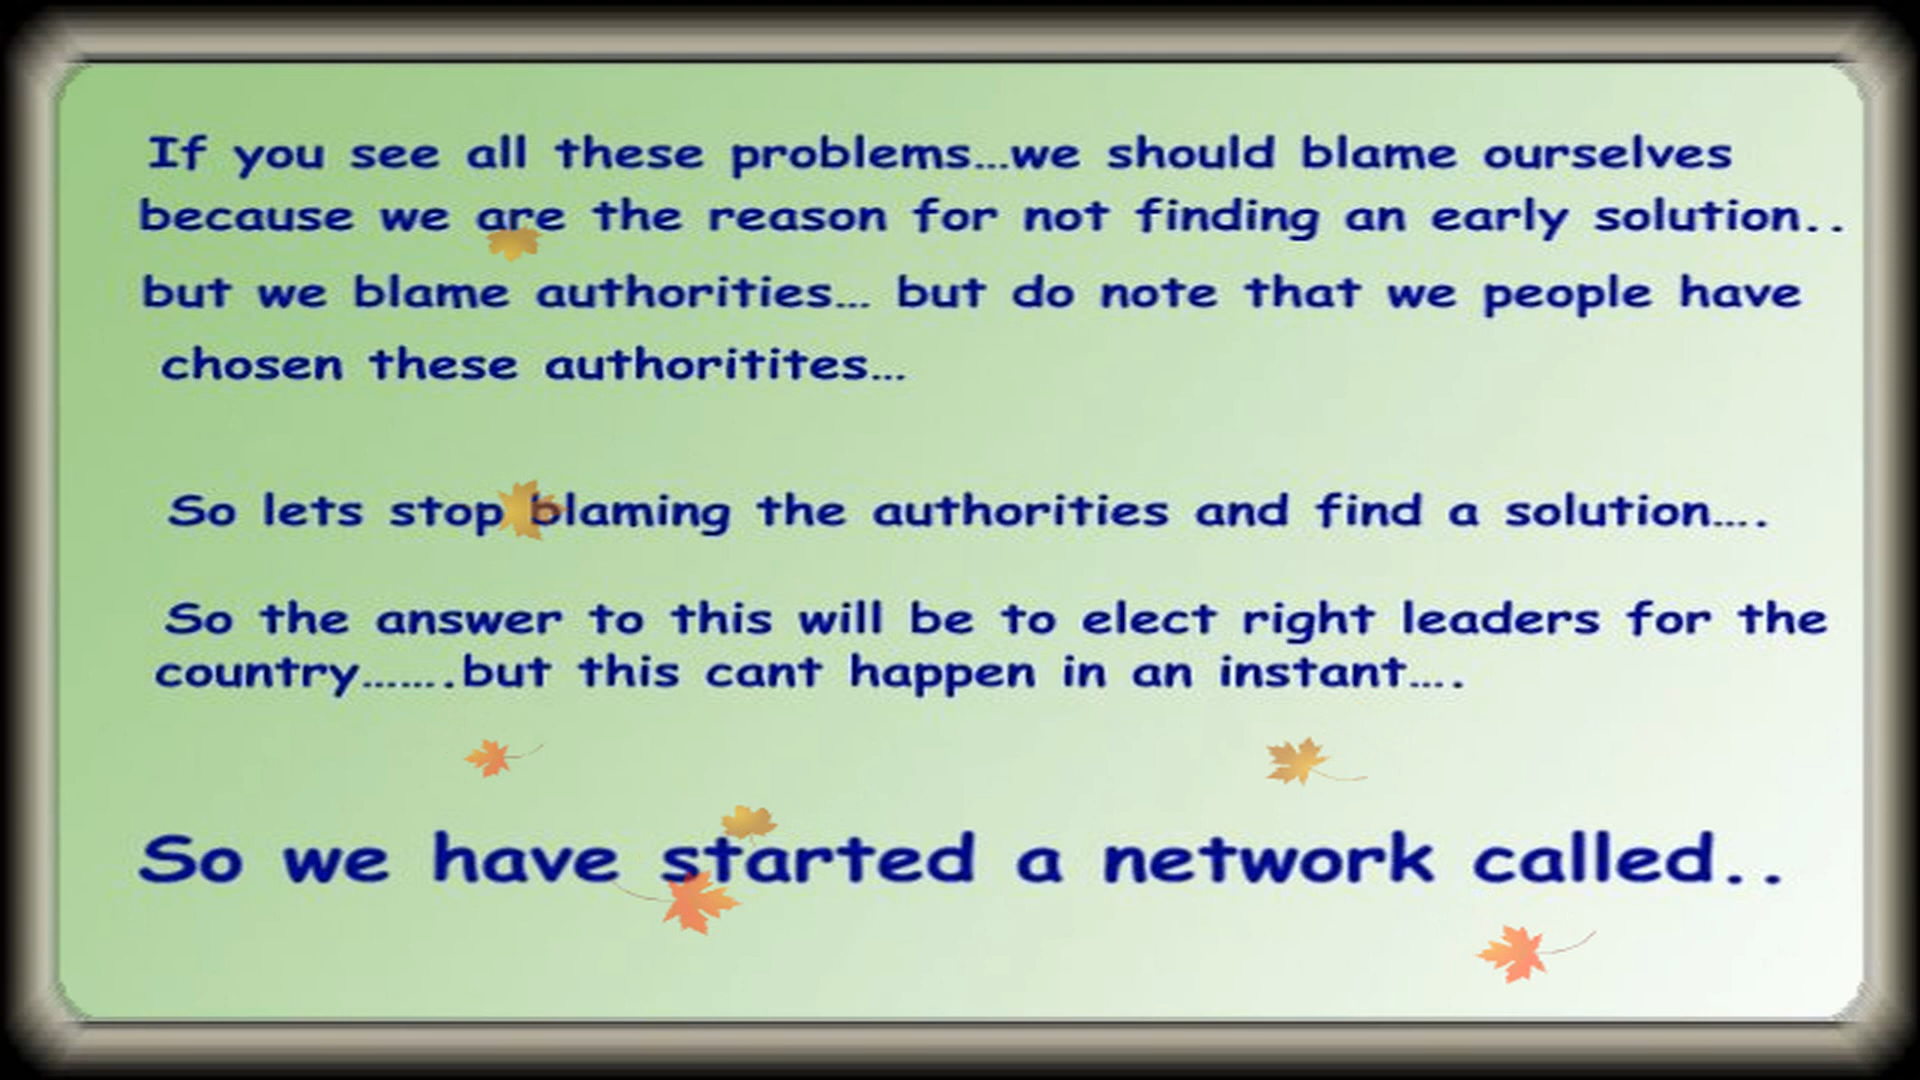 If you see all these problems...we should blame ourselves
because we are the reason for not finding an early solution..
but we blame authorities... but do note that we people have
chosen these authoritites...
So lets stop blaming the authorities and find a solution....
So the answer to this will be to elect right leaders for the
country.......but this cant happen in an instant....
So we have started a network called..